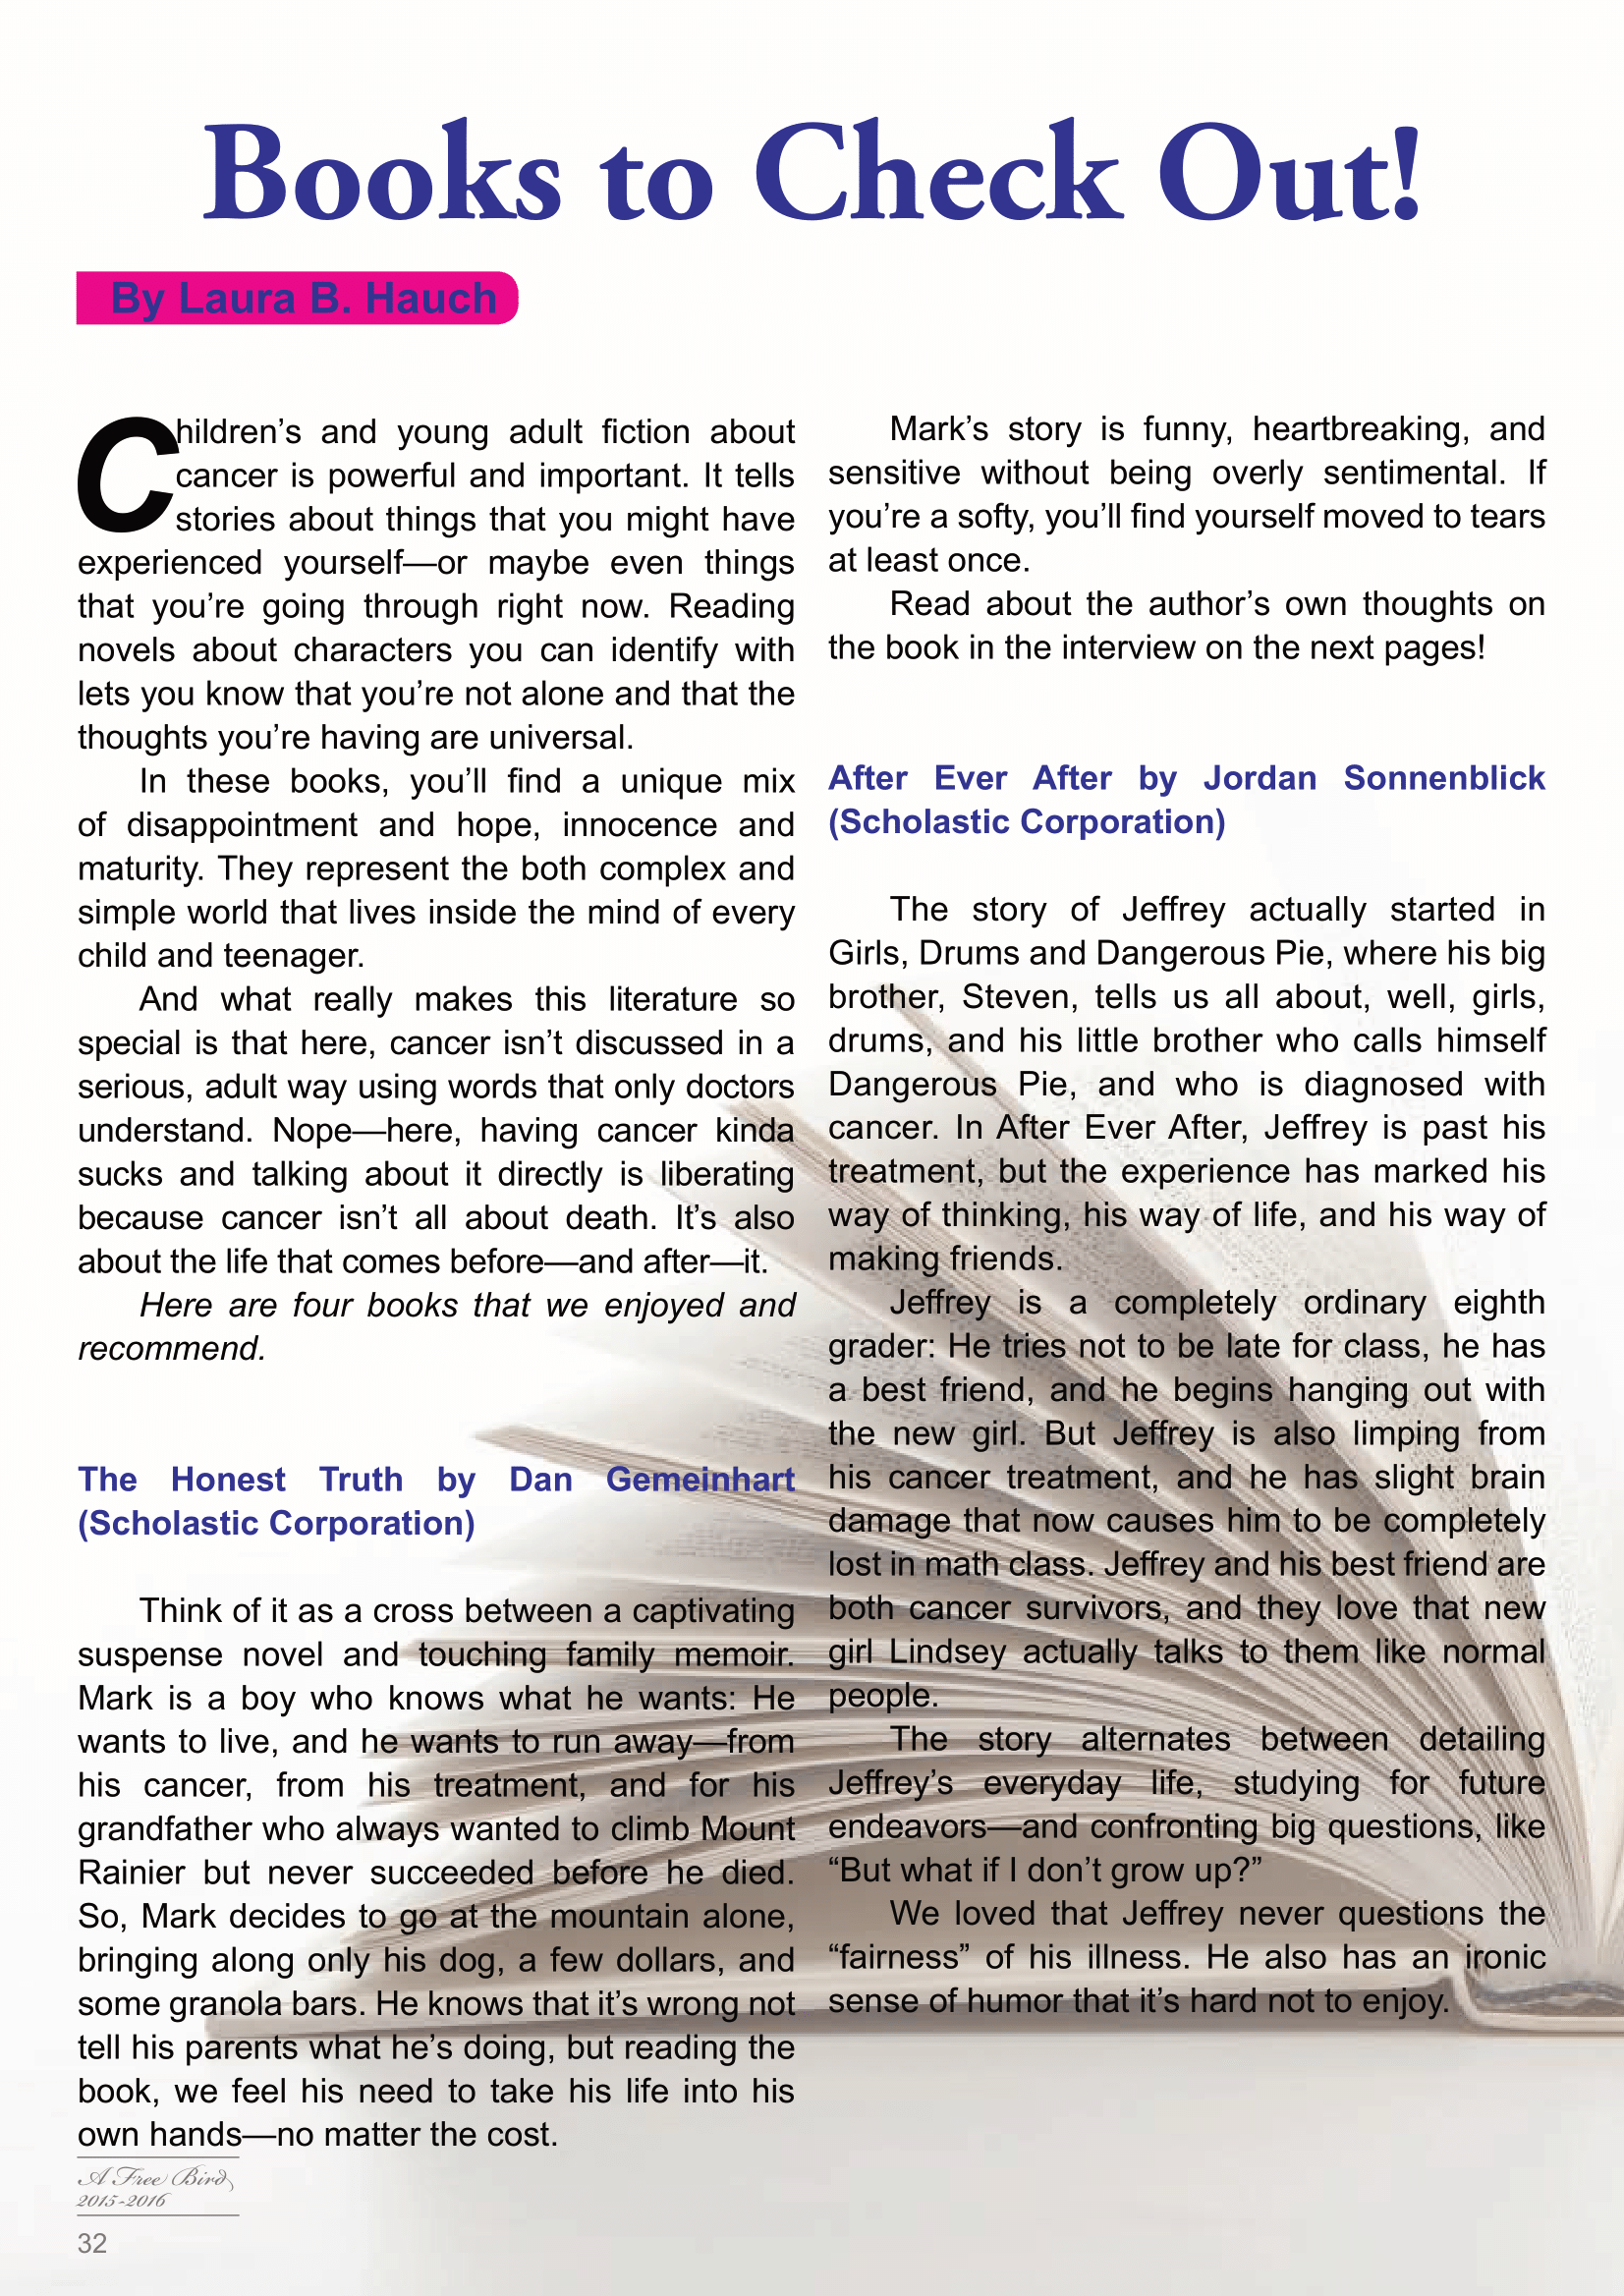 Books to Check Out!
By Laura B. Hauch
Children’s and young adult fiction about
cancer is powerful and important. It tells
stories about things that you might have
experienced yourself—or maybe even things
that you’re going through right now. Reading
novels about characters you can identify with
lets you know that you’re not alone and that the
thoughts you’re having are universal.
In these books, you’ll find a unique mix
of disappointment and hope, innocence and
maturity. They represent the both complex and
simple world that lives inside the mind of every
child and teenager.
And what really makes this literature so
special is that here, cancer isn’t discussed in a
serious, adult way using words that only doctors
understand. Nope—here, having cancer kinda
sucks and talking about it directly is liberating
because cancer isn’t all about death. It’s also
about the life that comes before—and after—it.
Here are four books that we enjoyed and
recommend.
The Honest Truth by Dan Gemeinhart
(Scholastic Corporation)
Think of it as a cross between a captivating
suspense novel and touching family memoir.
Mark is a boy who knows what he wants: He
wants to live, and he wants to run away—from
his cancer, from his treatment, and for his
grandfather who always wanted to climb Mount
Rainier but never succeeded before he died.
So, Mark decides to go at the mountain alone,
bringing along only his dog, a few dollars, and
some granola bars. He knows that it’s wrong not
tell his parents what he’s doing, but reading the
book, we feel his need to take his life into his
own hands—no matter the cost.
Mark’s story is funny, heartbreaking, and
sensitive without being overly sentimental. If
you’re a softy, you’ll find yourself moved to tears
at least once.
Read about the author’s own thoughts on
the book in the interview on the next pages!
After Ever After by Jordan Sonnenblick
(Scholastic Corporation)
The story of Jeffrey actually started in
Girls, Drums and Dangerous Pie, where his big
brother, Steven, tells us all about, well, girls,
drums, and his little brother who calls himself
Dangerous Pie, and who is diagnosed with
cancer. In After Ever After, Jeffrey is past his
treatment, but the experience has marked his
way of thinking, his way of life, and his way of
making friends.
Jeffrey is a completely ordinary eighth
grader: He tries not to be late for class, he has
a best friend, and he begins hanging out with
the new girl. But Jeffrey is also limping from
his cancer treatment, and he has slight brain
damage that now causes him to be completely
lost in math class. Jeffrey and his best friend are
both cancer survivors, and they love that new
girl Lindsey actually talks to them like normal
people.
The story alternates between detailing
Jeffrey’s everyday life, studying for future
endeavors—and confronting big questions, like
“But what if I don’t grow up?”
We loved that Jeffrey never questions the
“fairness” of his illness. He also has an ironic
sense of humor that it’s hard not to enjoy.
A Free Bird
2015-2016
32